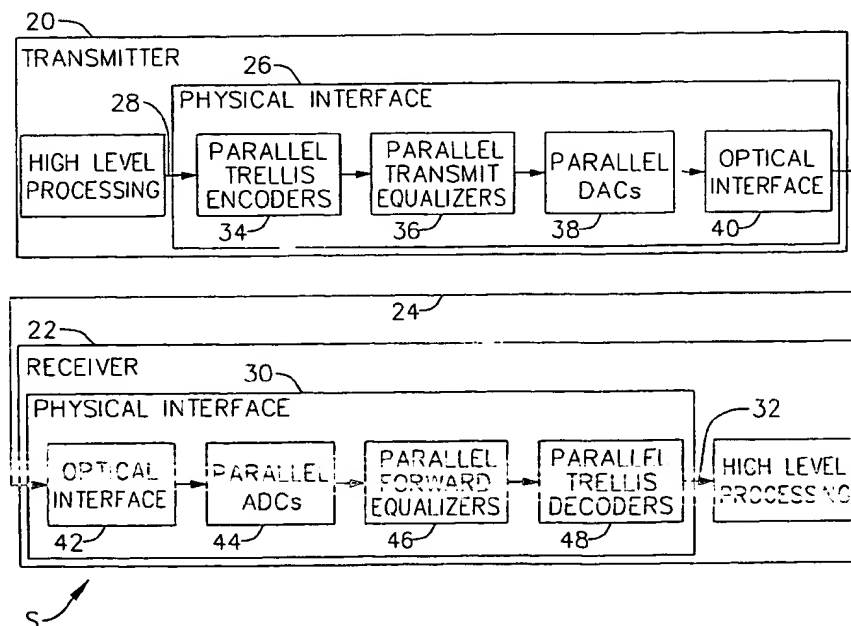 20
TRANSMITTER
26
PHYSICAL INTERFACE
28
HIGH LEVEL
PROCESSING
PARALLEL
TRELLIS
ENCODERS
34
PARALLEL
TRANSMIT
EQUALIZERS
36
PARALLEL
DACs
38
OPTICAL
INTERFACE
40
24
22
RECEIVER
30
PHYSICAL INTERFACE
32
OPTICAL
INTERFACE
42
PARALLEL
ADCs
44
PARALLEL
FORWARD
EQUALIZERS
46
PARALLEL
TRELLIS
DECODERS
48
HIGH LEVEL
PROCESSING
S